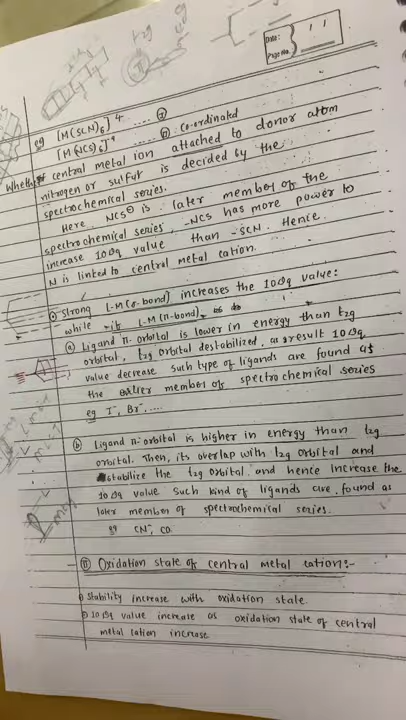 t2g
eg
Date:
Page No.
eg [M(SCN)6]4- .... I
[M(NCS)6]4- .... II
Whether central metal ion attached to co-ordinated donor atom
nitrogen or sulfur is decided by the
spectrochemical series.
Here NCS⊖ is later member of the
spectrochemical series, -NCS has more power to
increase 10Dq value than -SCN. Hence
N is linked to central metal cation.
strong L-M(σ-bond) increases the 10Dq value:
while L-M (π-bond)
(a) Ligand π-orbital is lower in energy than t2g
orbital, t2g orbital destabilized, as result 10Dq
value decrease such type of ligands are found as
the earlier member of spectrochemical series
eg I-, Br-, ....
(b) Ligand π-orbital is higher in energy than t2g
orbital. Then, its overlap with t2g orbital and
stabilize the t2g orbital and hence increase the
10Dq value such kind of ligands are found as
later member of spectrochemical series.
eg CN-, CO
(II) Oxidation state of central metal cation:-
Stability increase with oxidation state
10Dq value increase as oxidation state of central
metal cation increase